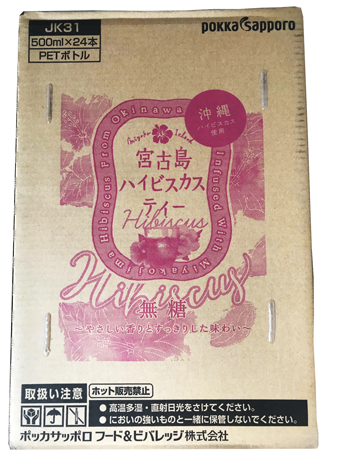 JK31
500ml×24本
PETボトル
pokka sapporo
沖縄
ハイビスカス
使用
Miyako Island
宮古島
ハイビスカス
ティー
Hibiscus
Miyakojima Hibiscus From Okinawa
Infused With Miyakojima
Hibiscus
無糖
～やさしい香りとすっきりした味わい～
取扱い注意
ホット販売禁止
●高温多湿・直射日光をさけてください。
●においの強いものと一緒に保管しないでください。
ポッカサッポロ フード&ビバレッジ株式会社